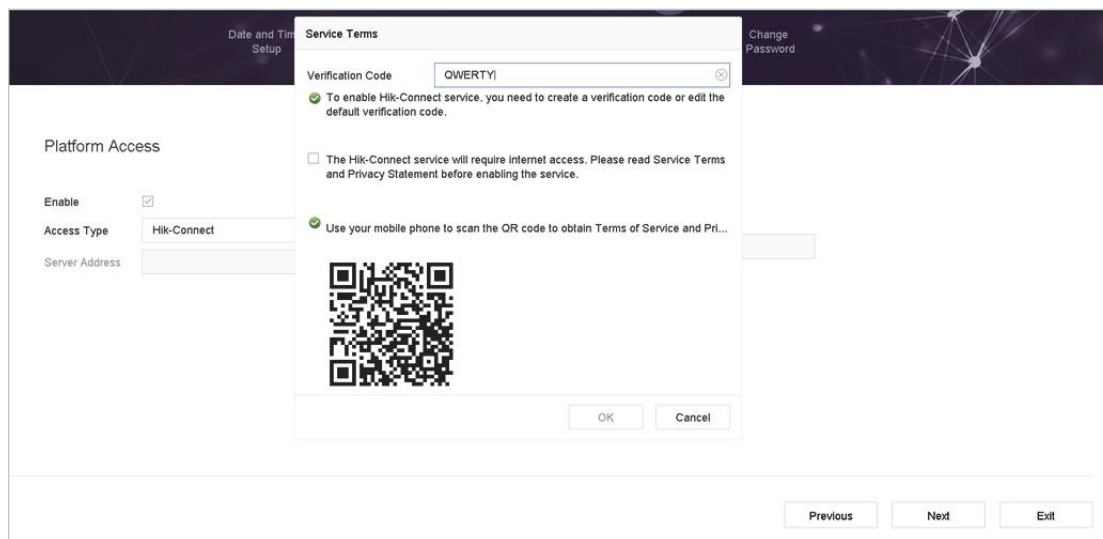 Date and Tim
Setup
Service Terms
Change
Password
Verification Code
QWERTY
To enable Hik-Connect service, you need to create a verification code or edit the
default verification code.
Platform Access
The Hik-Connect service will require internet access. Please read Service Terms
and Privacy Statement before enabling the service.
Enable
Access Type
Hik-Connect
Use your mobile phone to scan the QR code to obtain Terms of Service and Pri...
Server Address
OK
Cancel
Previous
Next
Exit